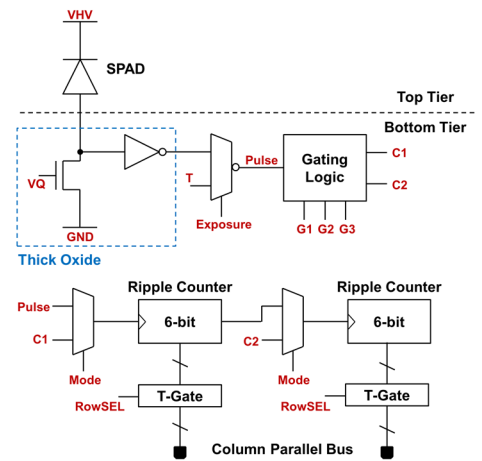 VHV
SPAD
Top Tier
Bottom Tier
VQ
GND
Thick Oxide
T
Exposure
Pulse
Gating
Logic
C1
C2
G1 G2 G3
Ripple Counter
Ripple Counter
Pulse
C1
6-bit
C2
6-bit
Mode
Mode
RowSEL
T-Gate
RowSEL
T-Gate
Column Parallel Bus